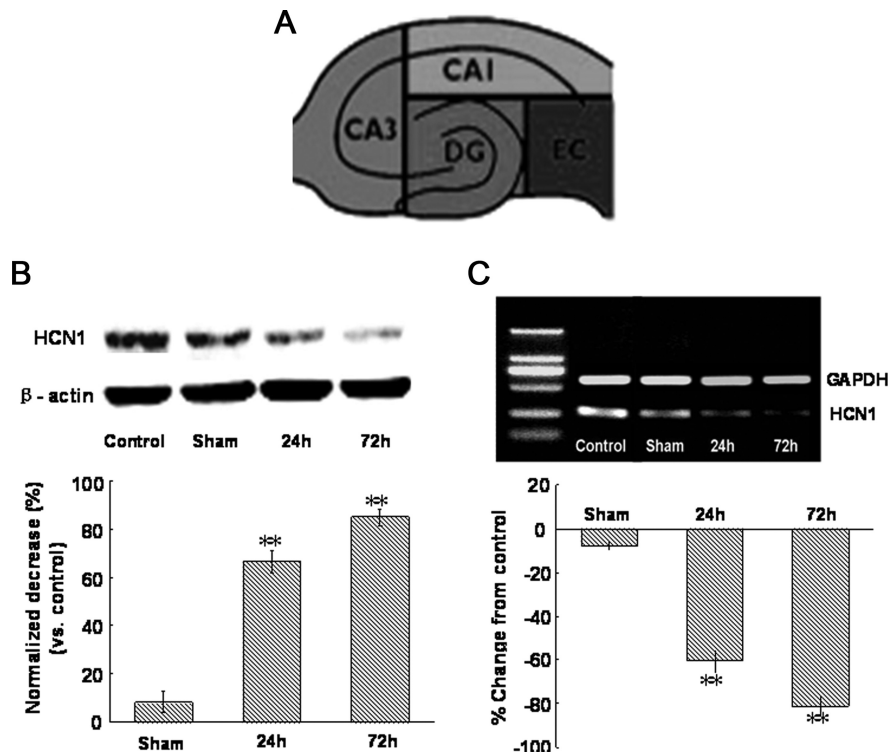 A
CA1
CA3
DG
EC
B
HCN1
β-actin
Control Sham 24h 72h
Normalized decrease (%)
(vs. control)
100
80
60
40
20
0
**
**
Sham 24h 72h
C
GAPDH
HCN1
Control Sham 24h 72h
% Change from control
20
0
-20
-40
-60
-80
-100
Sham 24h 72h
**
**